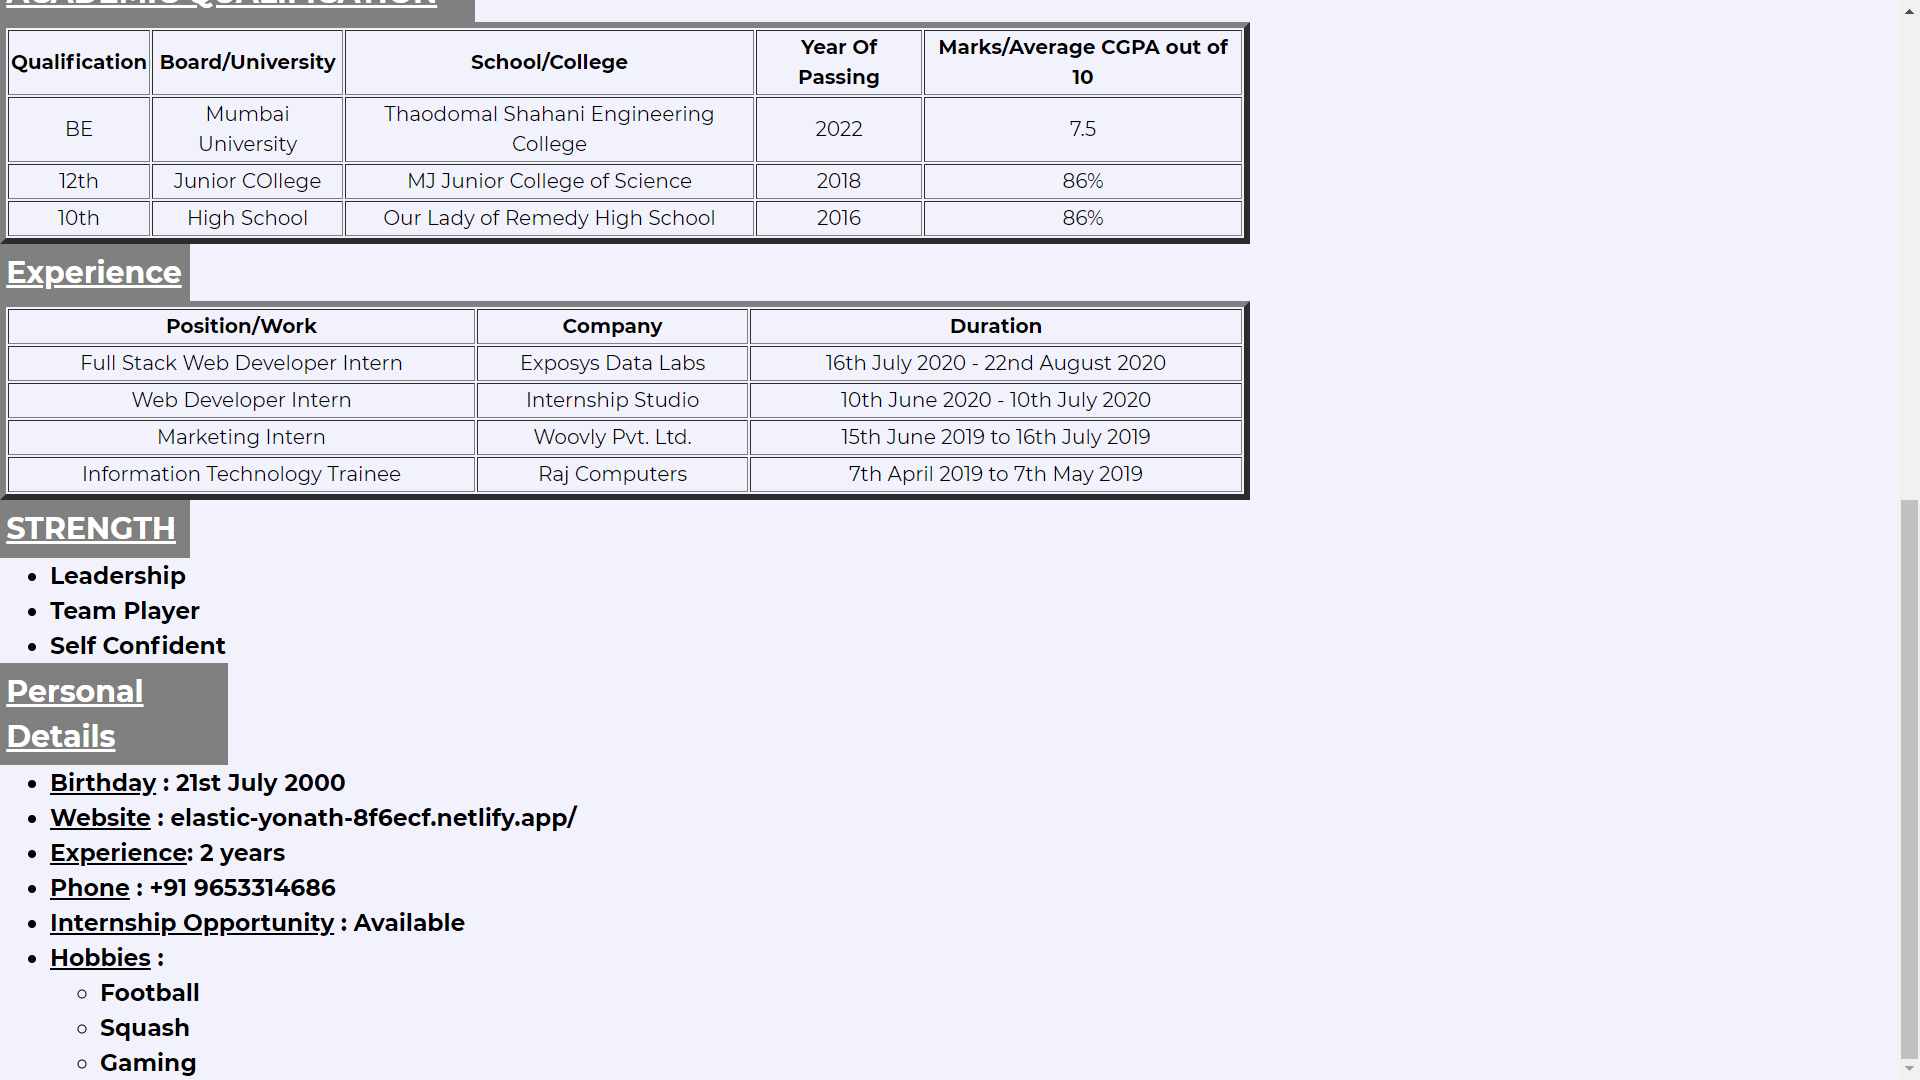 ACADEMIC QUALIFICATION
Qualification Board/University School/College Year Of Passing Marks/Average CGPA out of 10
BE Mumbai University Thaodomal Shahani Engineering College 2022 7.5
12th Junior COllege MJ Junior College of Science 2018 86%
10th High School Our Lady of Remedy High School 2016 86%
Experience
Position/Work Company Duration
Full Stack Web Developer Intern Exposys Data Labs 16th July 2020 - 22nd August 2020
Web Developer Intern Internship Studio 10th June 2020 - 10th July 2020
Marketing Intern Woovly Pvt. Ltd. 15th June 2019 to 16th July 2019
Information Technology Trainee Raj Computers 7th April 2019 to 7th May 2019
STRENGTH
• Leadership
• Team Player
• Self Confident
Personal
Details
• Birthday : 21st July 2000
• Website : elastic-yonath-8f6ecf.netlify.app/
• Experience: 2 years
• Phone : +91 9653314686
• Internship Opportunity : Available
• Hobbies :
○ Football
○ Squash
○ Gaming